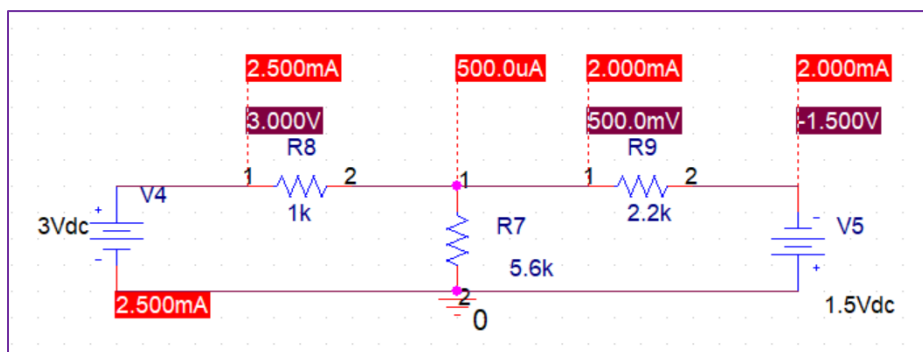 2.500mA 500.0uA 2.000mA 2.000mA
3.000V 500.0mV -1.500V
R8 R9
1 2 1 1 2
V4 1k 2.2k
+ -
3Vdc R7 V5
- 5.6k +
2.500mA 2 1.5Vdc
0